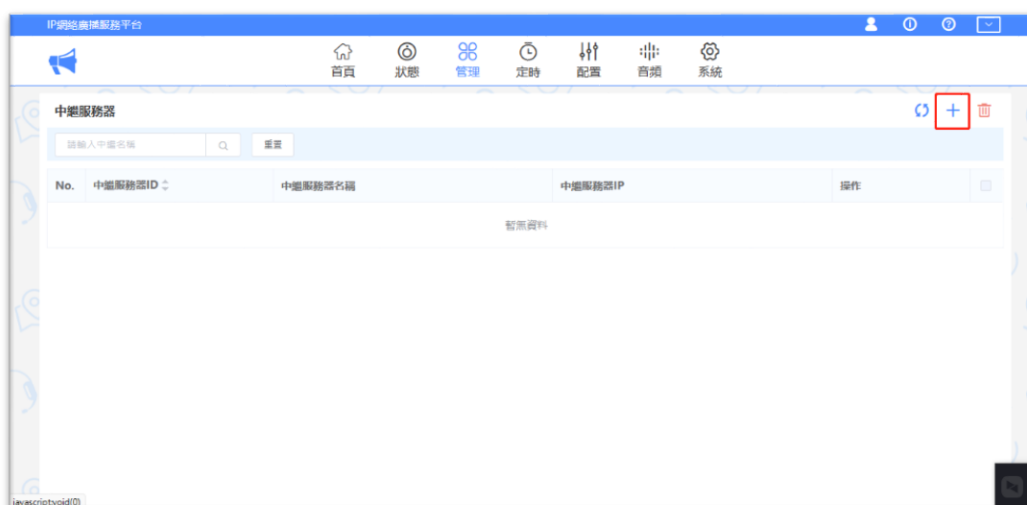 IP網絡廣播服務平台
首頁 狀態 管理 定時 配置 音頻 系統
中繼服務器
請輸入中繼名稱 重置
No. 中繼服務器ID 中繼服務器名稱 中繼服務器IP 操作
暫無資料
javascript:void(0)